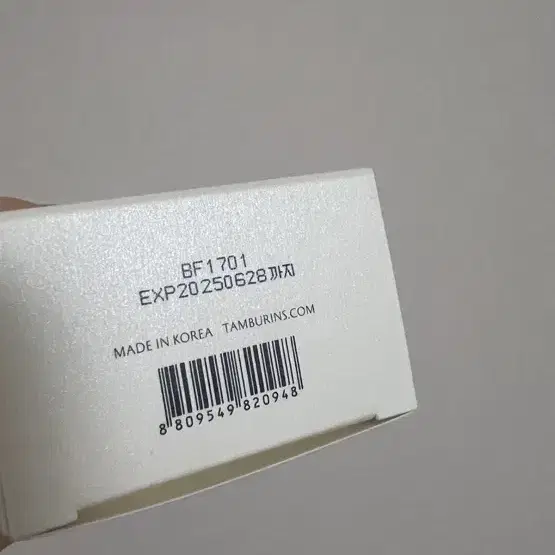 BF1701
EXP20250628까지
MADE IN KOREA TAMBURINS.COM
8 809549 820948